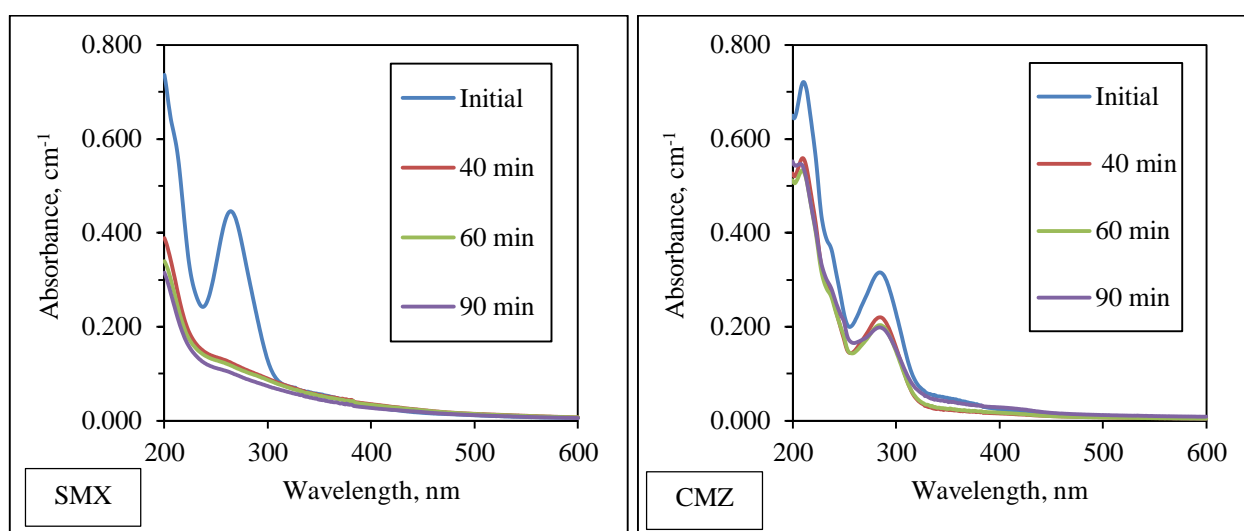 0.800
0.600
0.400
0.200
0.000
200
300
400
500
600
Absorbance, cm-1
Wavelength, nm
Initial
40 min
60 min
90 min
SMX
0.800
0.600
0.400
0.200
0.000
200
300
400
500
600
Absorbance, cm-1
Wavelength, nm
Initial
40 min
60 min
90 min
CMZ